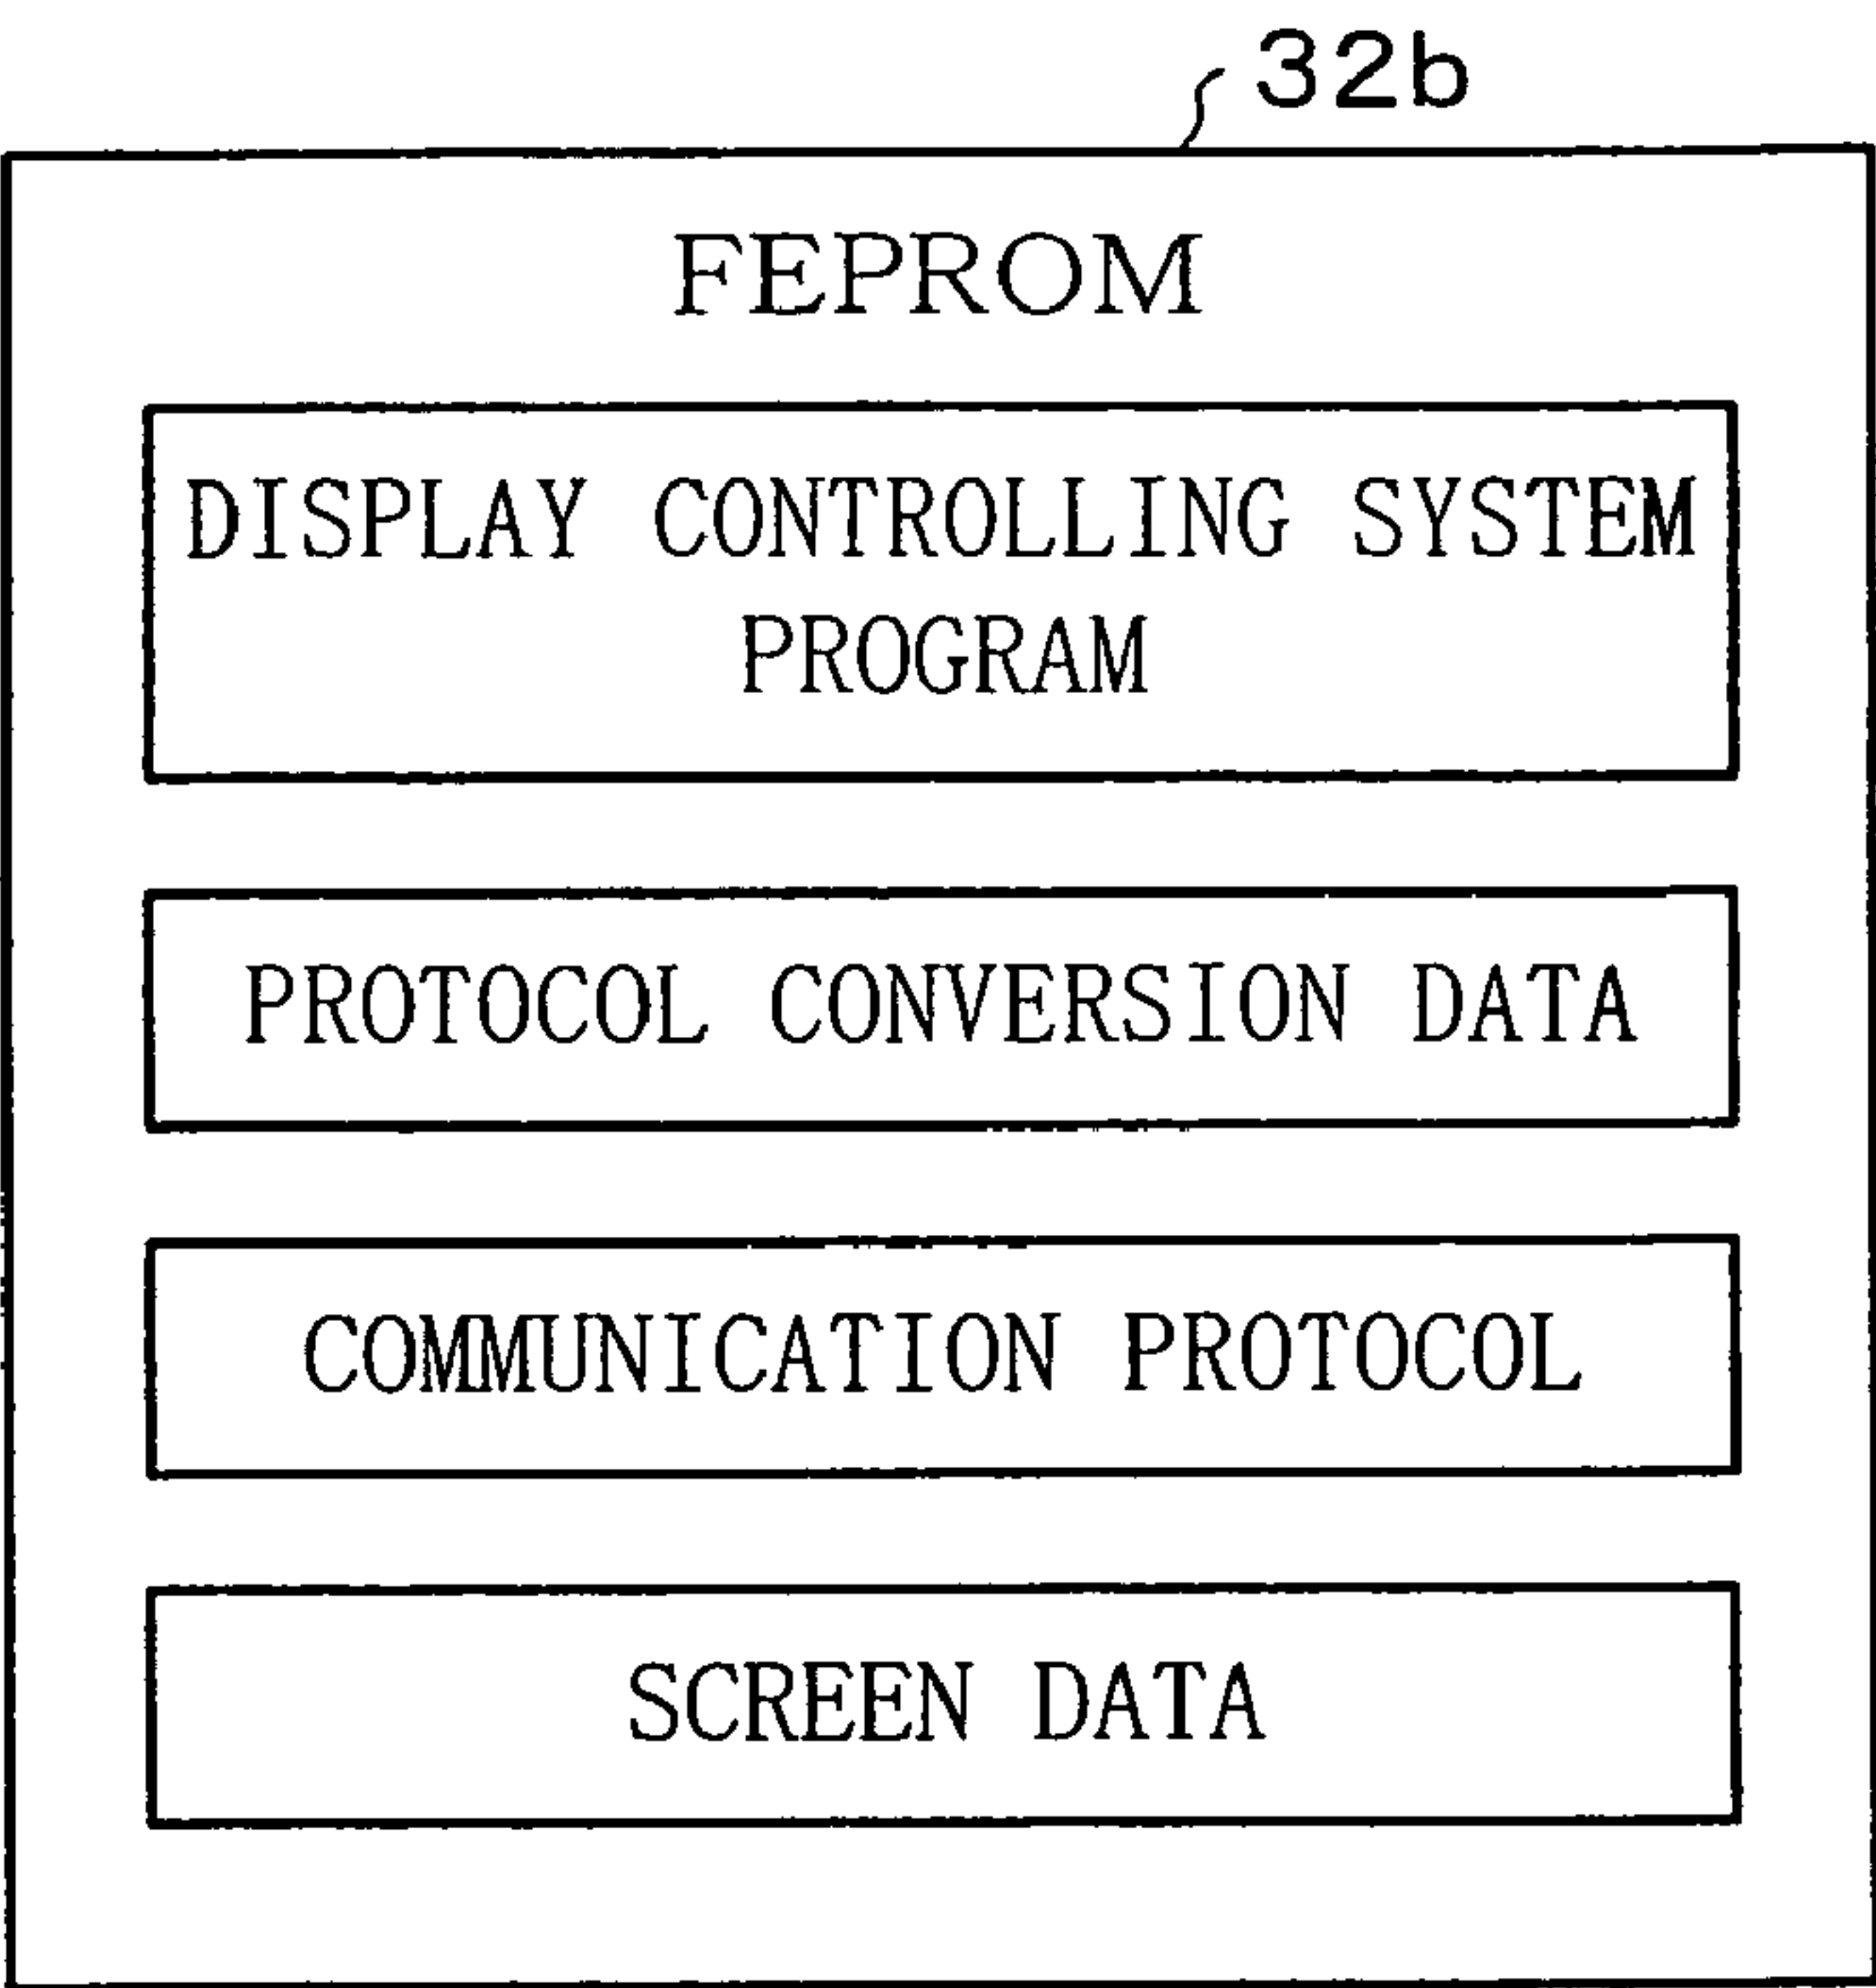 32b
FEPROM
DISPLAY CONTROLLING SYSTEM
PROGRAM
PROTOCOL CONVERSION DATA
COMMUNICATION PROTOCOL
SCREEN DATA